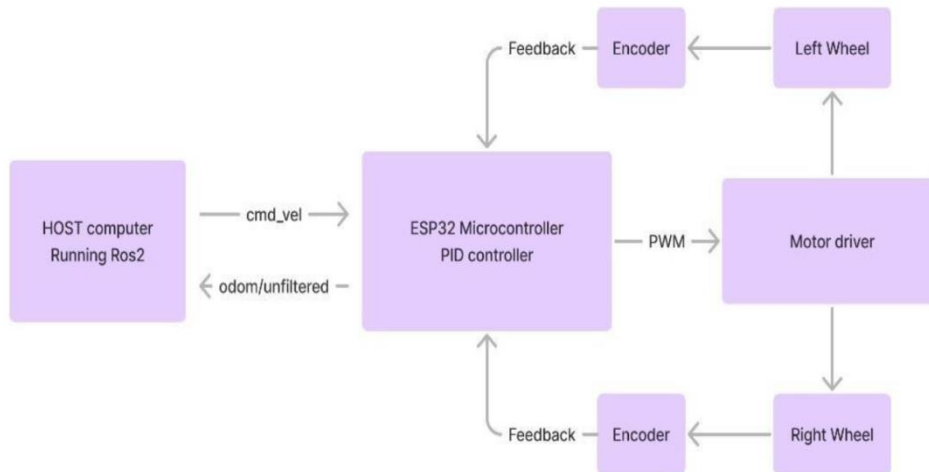 Feedback
Encoder
Left Wheel
HOST computer
Running Ros2
cmd_vel
odom/unfiltered
ESP32 Microcontroller
PID controller
PWM
Motor driver
Feedback
Encoder
Right Wheel